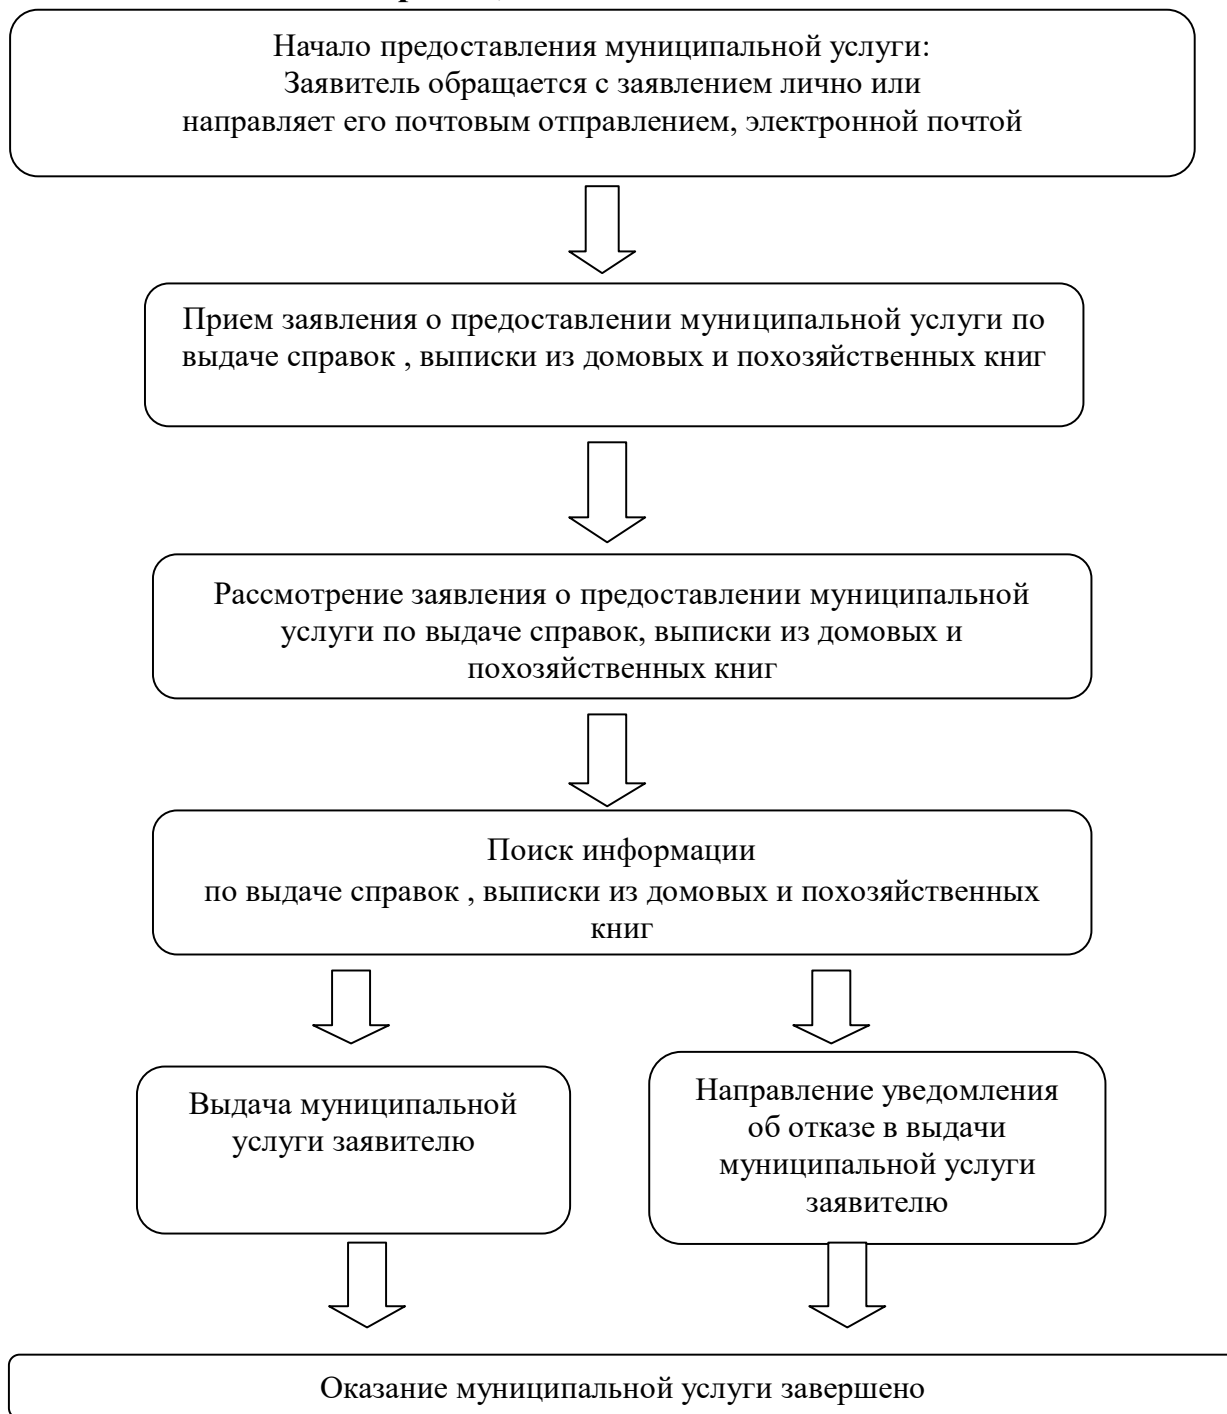 Начало предоставления муниципальной услуги:
Заявитель обращается с заявлением лично или
направляет его почтовым отправлением, электронной почтой
Прием заявления о предоставлении муниципальной услуги по
выдаче справок , выписки из домовых и похозяйственных книг
Рассмотрение заявления о предоставлении муниципальной
услуги по выдаче справок, выписки из домовых и
похозяйственных книг
Поиск информации
по выдаче справок , выписки из домовых и похозяйственных
книг
Выдача муниципальной
услуги заявителю
Направление уведомления
об отказе в выдачи
муниципальной услуги
заявителю
Оказание муниципальной услуги завершено